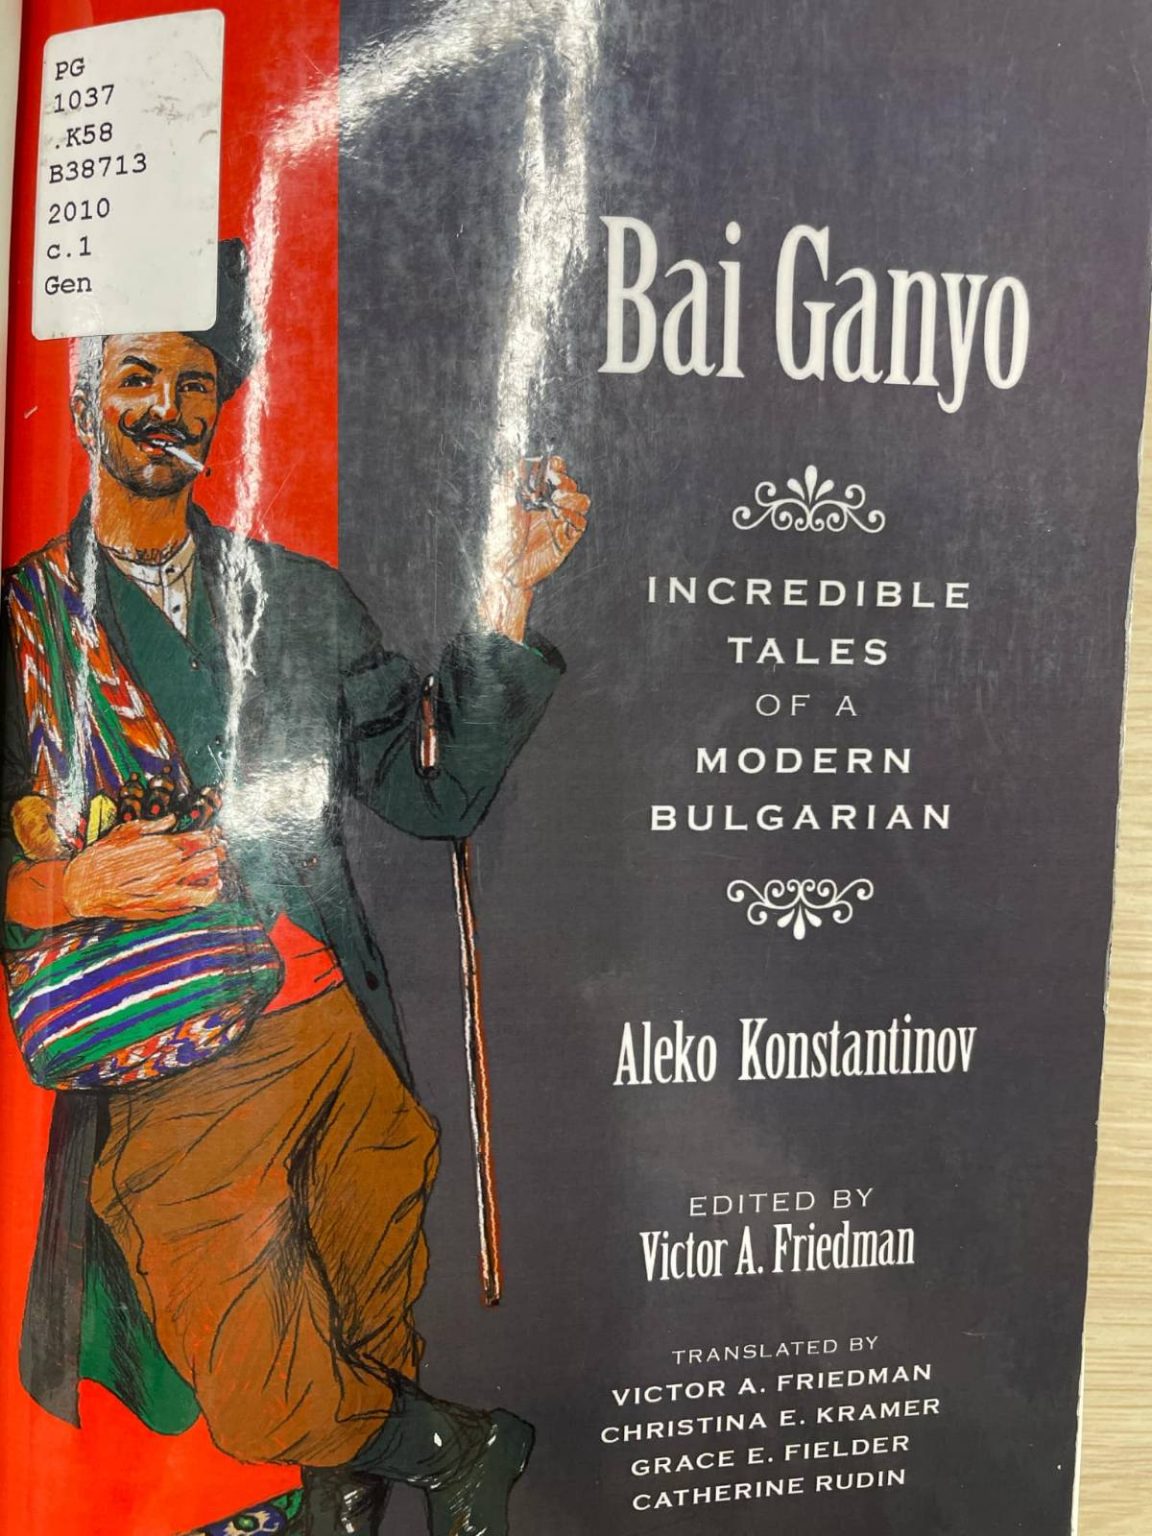 PG
1037
.K58
B38713
2010
c.1
Gen
Bai Ganyo
INCREDIBLE
TALES
OF A
MODERN
BULGARIAN
Aleko Konstantinov
EDITED BY
Victor A. Friedman
TRANSLATED BY
VICTOR A. FRIEDMAN
CHRISTINA E. KRAMER
GRACE E. FIELDER
CATHERINE RUDIN